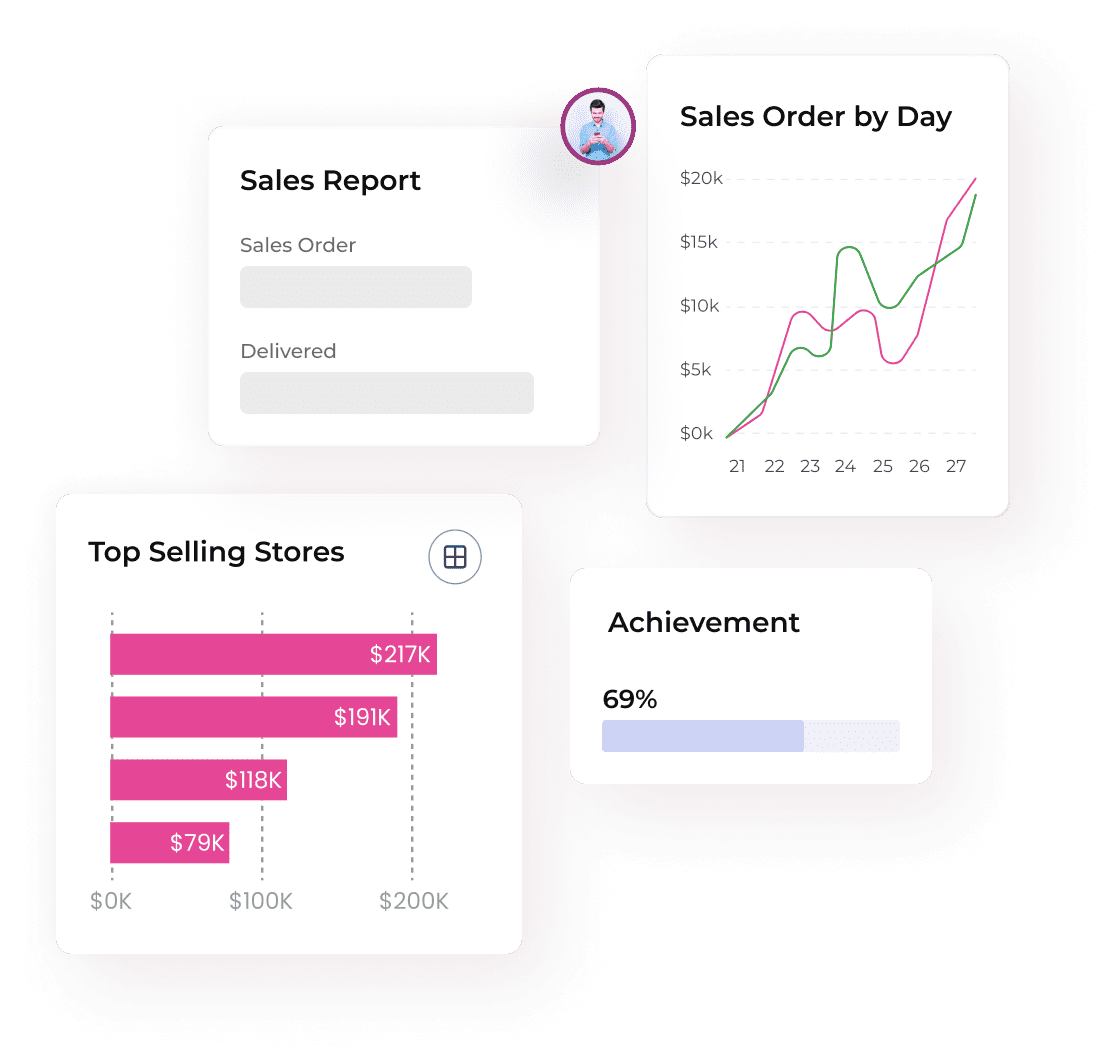 Sales Report
Sales Order
Delivered
Sales Order by Day
$20k
$15k
$10k
$5k
$0k
21 22 23 24 25 26 27
Top Selling Stores
$217K
$191K
$118K
$79K
$0K $100K $200K
Achievement
69%